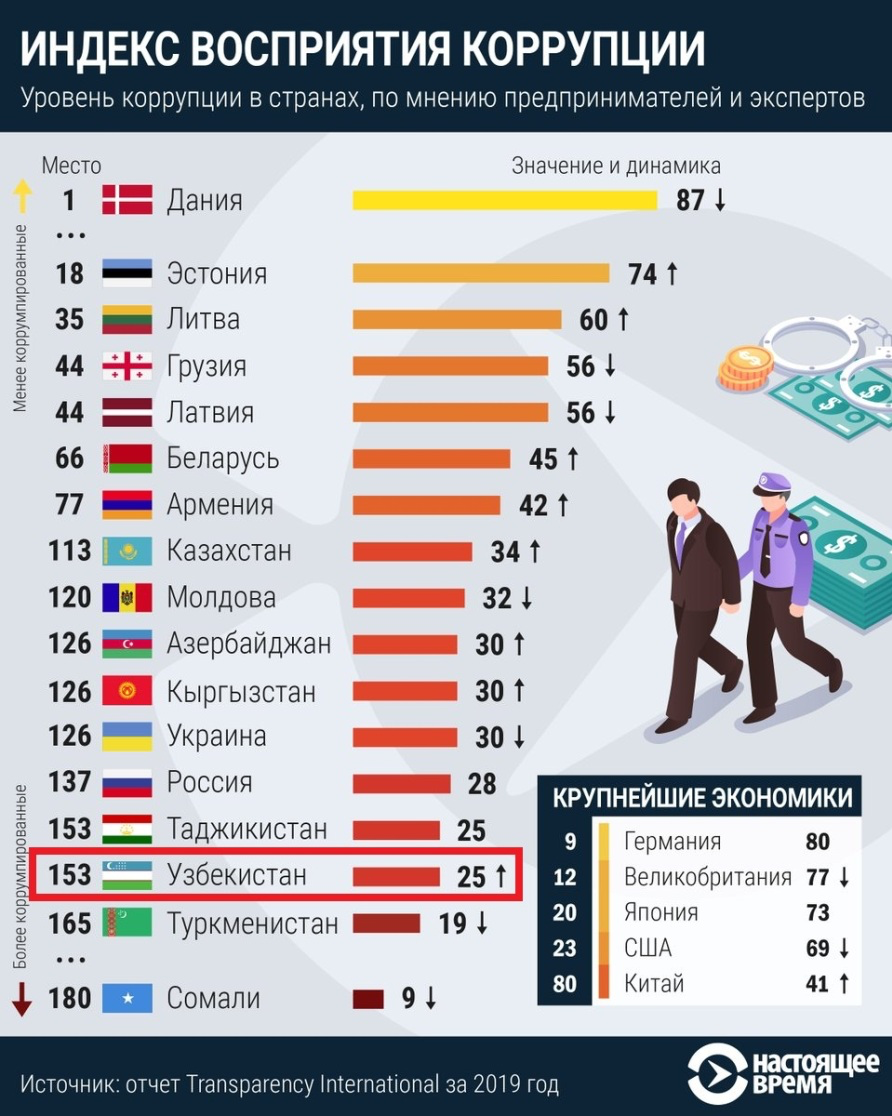 ИНДЕКС ВОСПРИЯТИЯ КОРРУПЦИИ
Уровень коррупции в странах, по мнению предпринимателей и экспертов
Место
Значение и динамика
Менее коррумпированные
1 Дания 87 ↓
...
18 Эстония 74 ↑
35 Литва 60 ↑
44 Грузия 56 ↓
44 Латвия 56 ↓
66 Беларусь 45 ↑
77 Армения 42 ↑
113 Казахстан 34 ↑
120 Молдова 32 ↓
126 Азербайджан 30 ↑
126 Кыргызстан 30 ↑
126 Украина 30 ↓
137 Россия 28
153 Таджикистан 25
153 Узбекистан 25 ↑
165 Туркменистан 19 ↓
...
180 Сомали 9 ↓
Более коррумпированные
КРУПНЕЙШИЕ ЭКОНОМИКИ
9 Германия 80
12 Великобритания 77 ↓
20 Япония 73
23 США 69 ↓
80 Китай 41 ↑
Источник: отчет Transparency International за 2019 год
НАСТОЯЩЕЕ
ВРЕМЯ